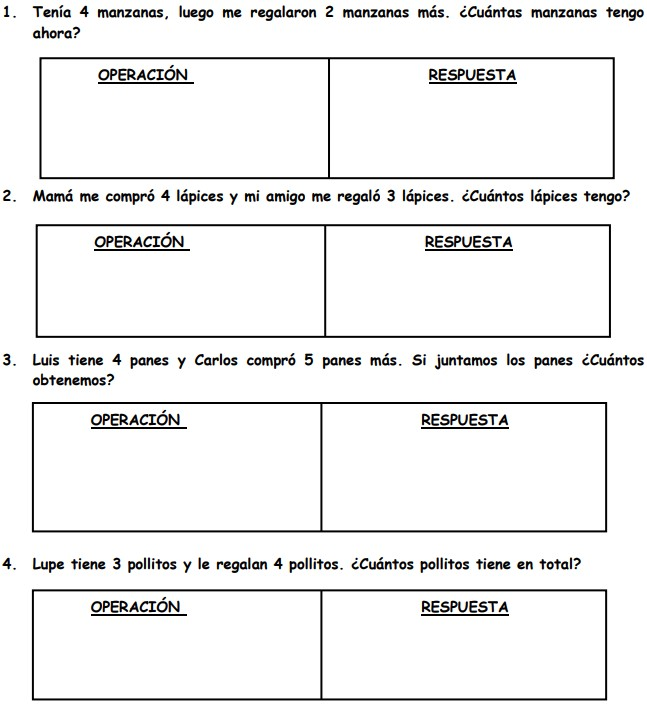 1. Tenía 4 manzanas, luego me regalaron 2 manzanas más. ¿Cuántas manzanas tengo
ahora?
OPERACIÓN RESPUESTA
2. Mamá me compró 4 lápices y mi amigo me regaló 3 lápices. ¿Cuántos lápices tengo?
OPERACIÓN RESPUESTA
3. Luis tiene 4 panes y Carlos compró 5 panes más. Si juntamos los panes ¿Cuántos
obtenemos?
OPERACIÓN RESPUESTA
4. Lupe tiene 3 pollitos y le regalan 4 pollitos. ¿Cuántos pollitos tiene en total?
OPERACIÓN RESPUESTA